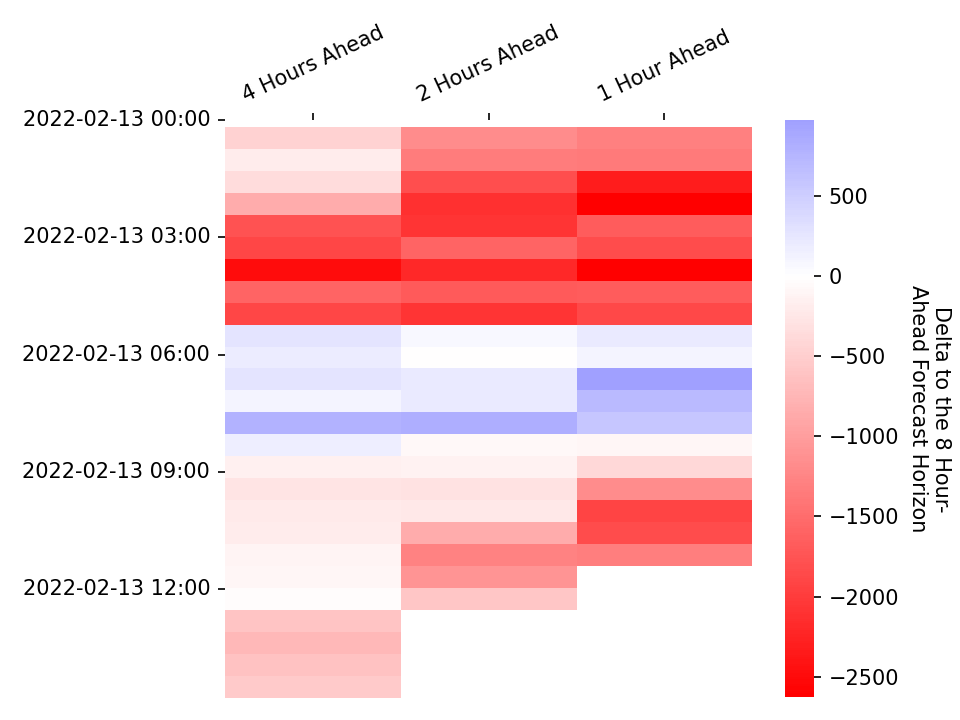 4 Hours Ahead
2 Hours Ahead
1 Hour Ahead
2022-02-13 00:00
2022-02-13 03:00
2022-02-13 06:00
2022-02-13 09:00
2022-02-13 12:00
500
0
−500
−1000
−1500
−2000
−2500
Delta to the 8 Hour-
Ahead Forecast Horizon